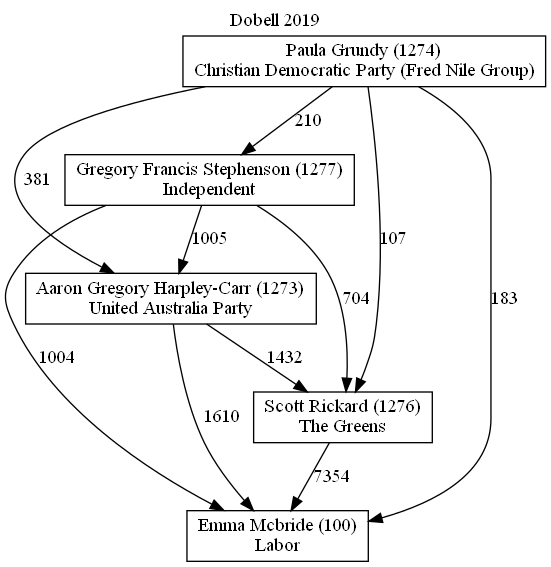 Dobell 2019
Paula Grundy (1274)
Christian Democratic Party (Fred Nile Group)
210
Gregory Francis Stephenson (1277)
Independent
381
1005
107
Aaron Gregory Harpley-Carr (1273)
United Australia Party
704
183
1004
1432
Scott Rickard (1276)
The Greens
1610
7354
Emma Mcbride (100)
Labor